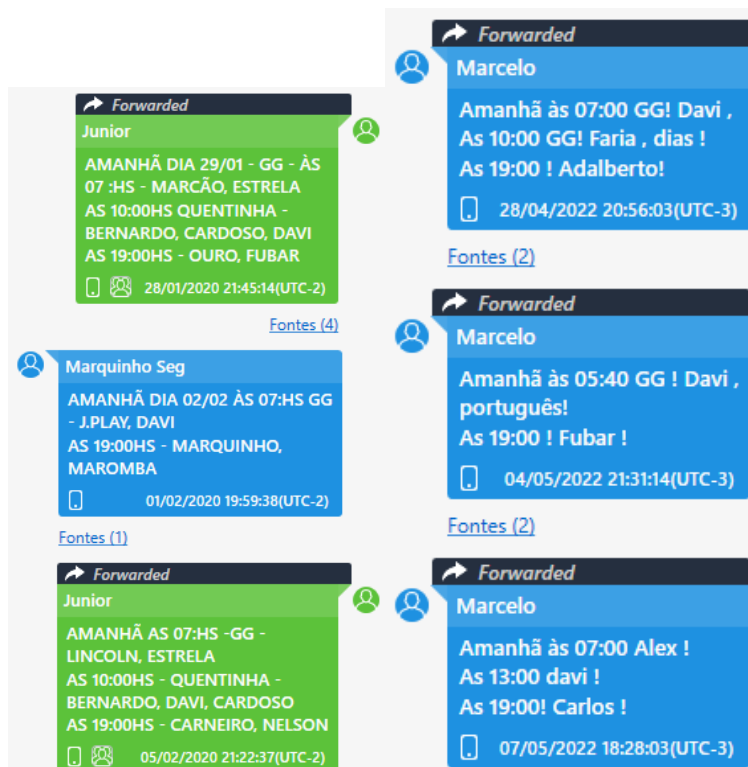 Forwarded
Junior
AMANHÃ DIA 29/01 - GG - ÀS
07 :HS - MARCÃO, ESTRELA
AS 10:00HS QUENTINHA -
BERNARDO, CARDOSO, DAVI
AS 19:00HS - OURO, FUBAR
28/01/2020 21:45:14(UTC-2)
Fontes (4)
Marquinho Seg
AMANHÃ DIA 02/02 ÀS 07:HS GG
- J.PLAY, DAVI
AS 19:00HS - MARQUINHO,
MAROMBA
01/02/2020 19:59:38(UTC-2)
Fontes (1)
Forwarded
Junior
AMANHÃ AS 07:HS -GG -
LINCOLN, ESTRELA
AS 10:00HS - QUENTINHA -
BERNARDO, DAVI, CARDOSO
AS 19:00HS - CARNEIRO, NELSON
05/02/2020 21:22:37(UTC-2)
Forwarded
Marcelo
Amanhã às 07:00 GG! Davi ,
As 10:00 GG! Faria , dias !
As 19:00 ! Adalberto!
28/04/2022 20:56:03(UTC-3)
Fontes (2)
Forwarded
Marcelo
Amanhã às 05:40 GG ! Davi ,
português!
As 19:00 ! Fubar !
04/05/2022 21:31:14(UTC-3)
Fontes (2)
Forwarded
Marcelo
Amanhã às 07:00 Alex !
As 13:00 davi !
As 19:00! Carlos !
07/05/2022 18:28:03(UTC-3)